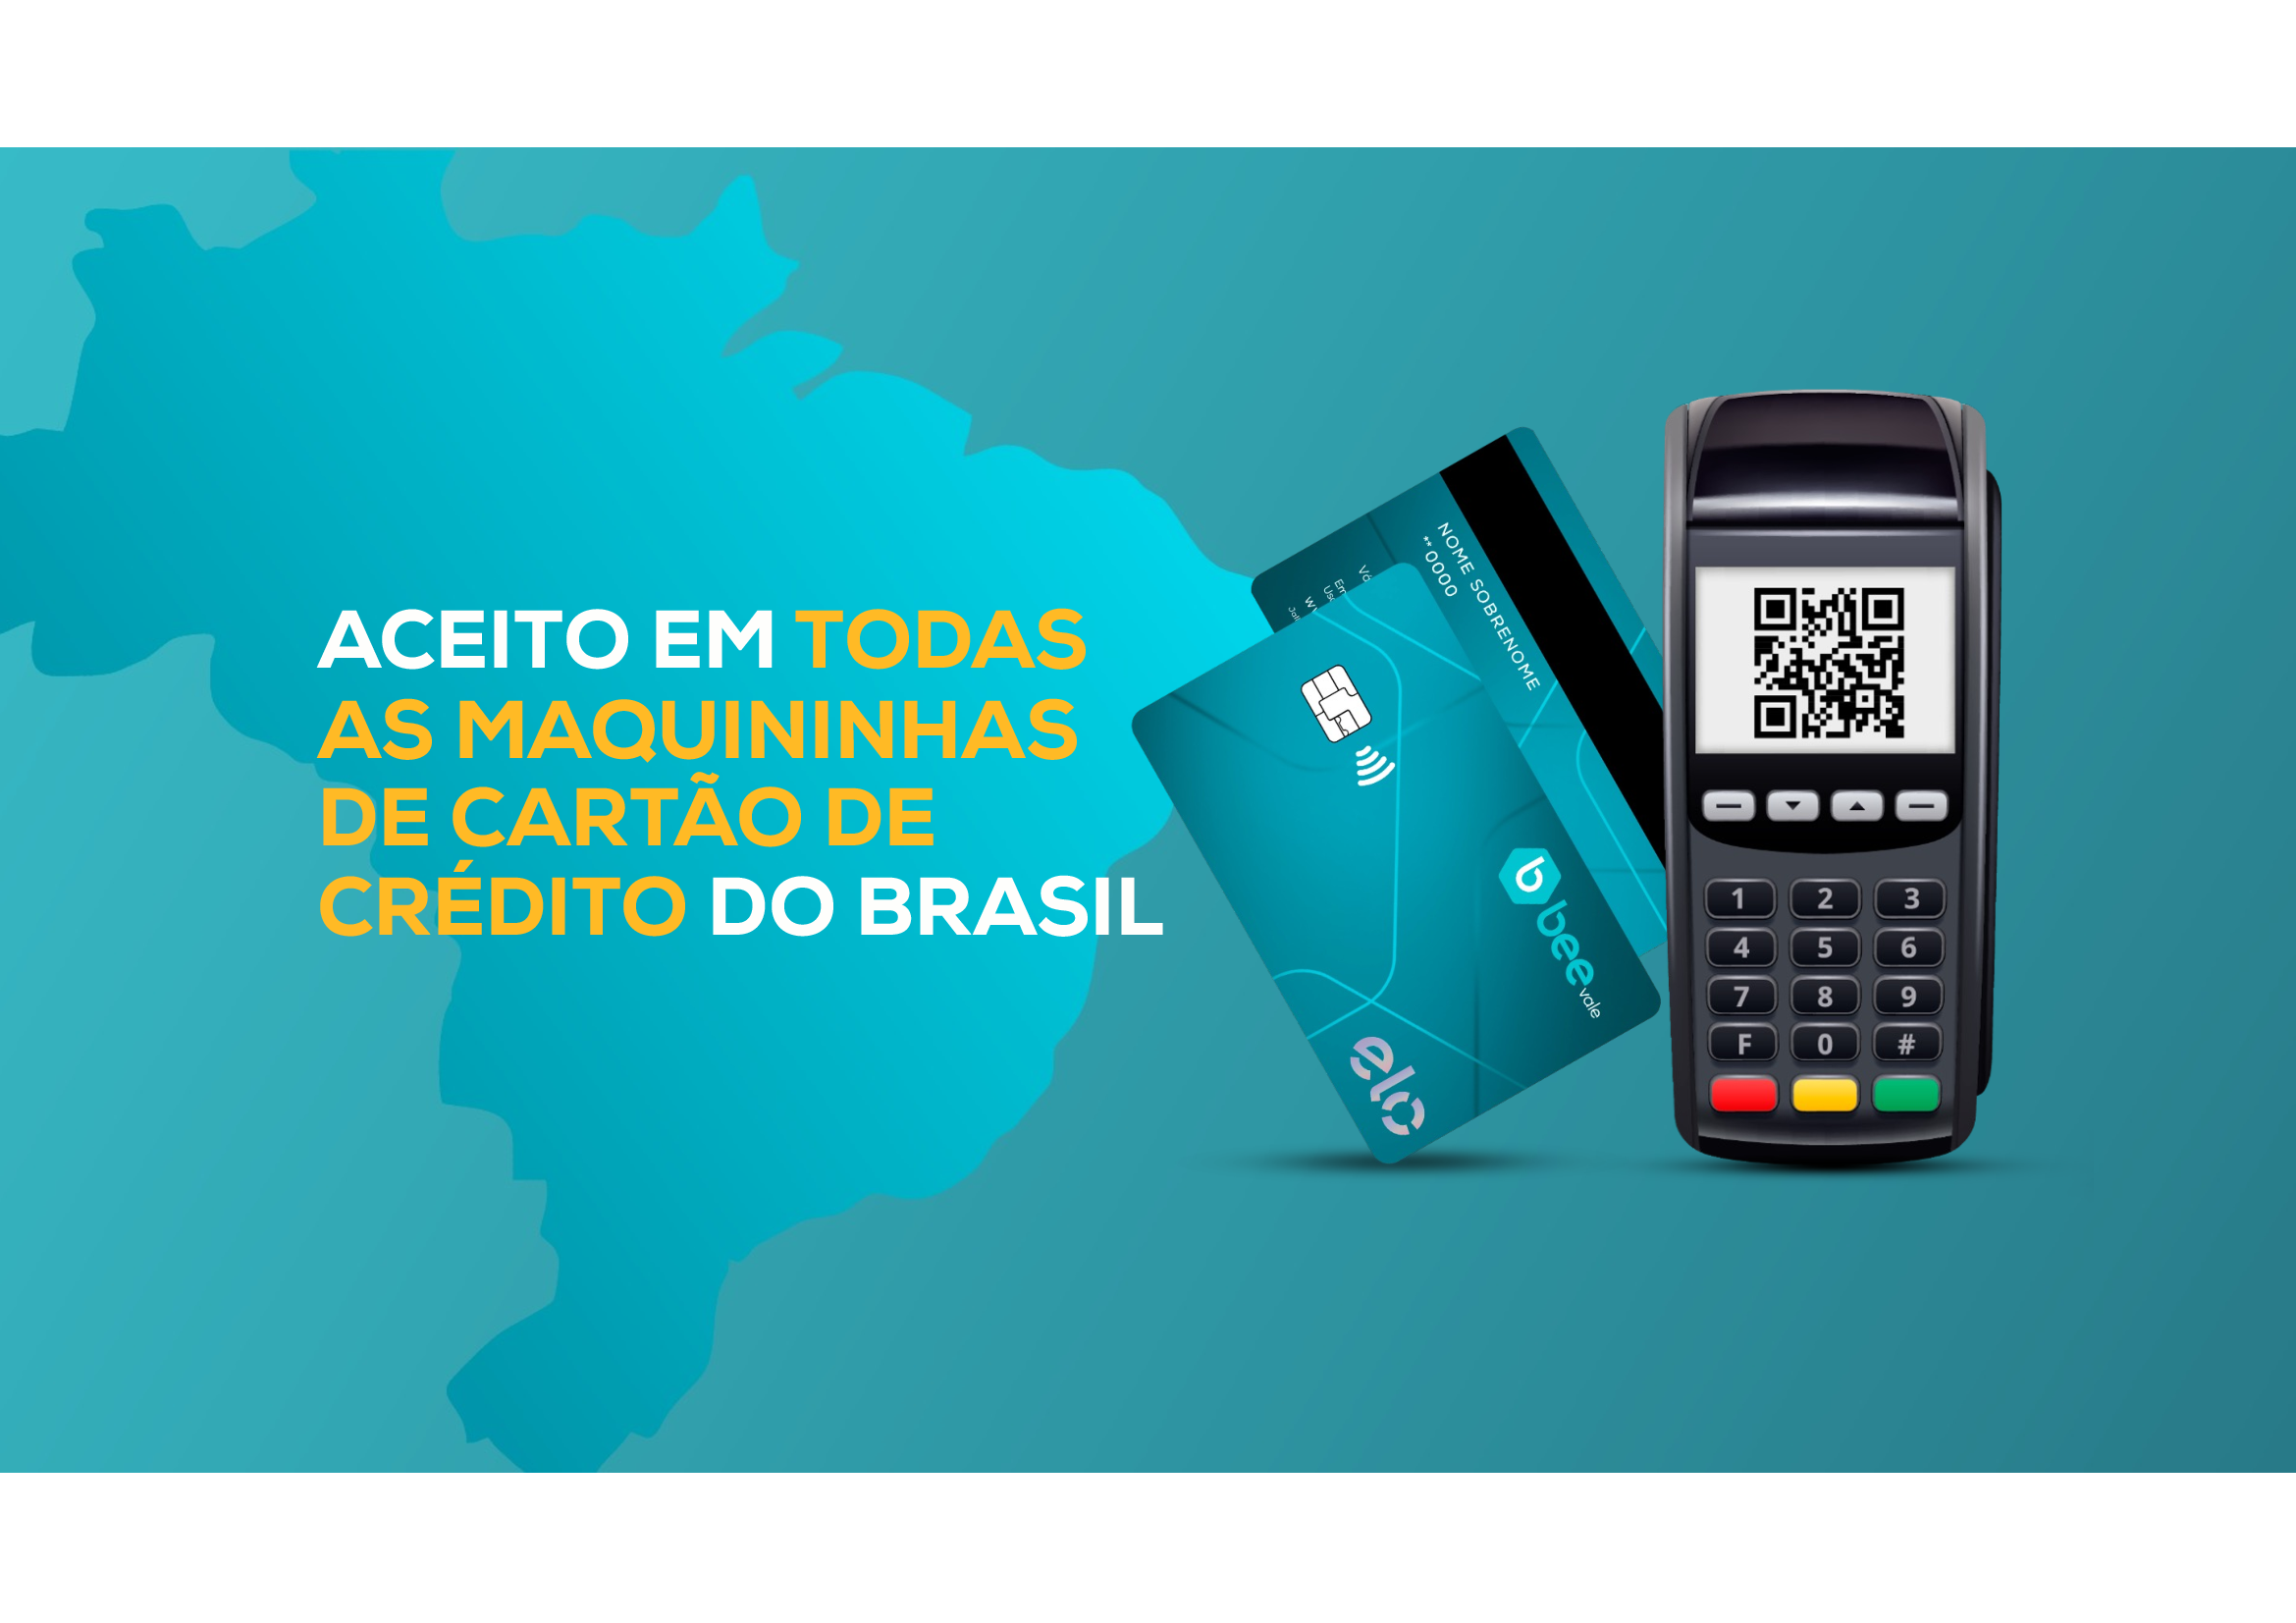 ACEITO EM TODAS
AS MAQUININHAS
DE CARTÃO DE
CRÉDITO DO BRASIL
NOME SOBRENOME
** 0000
b
bee
vale
elo
1 2 3
4 5 6
7 8 9
F 0 #